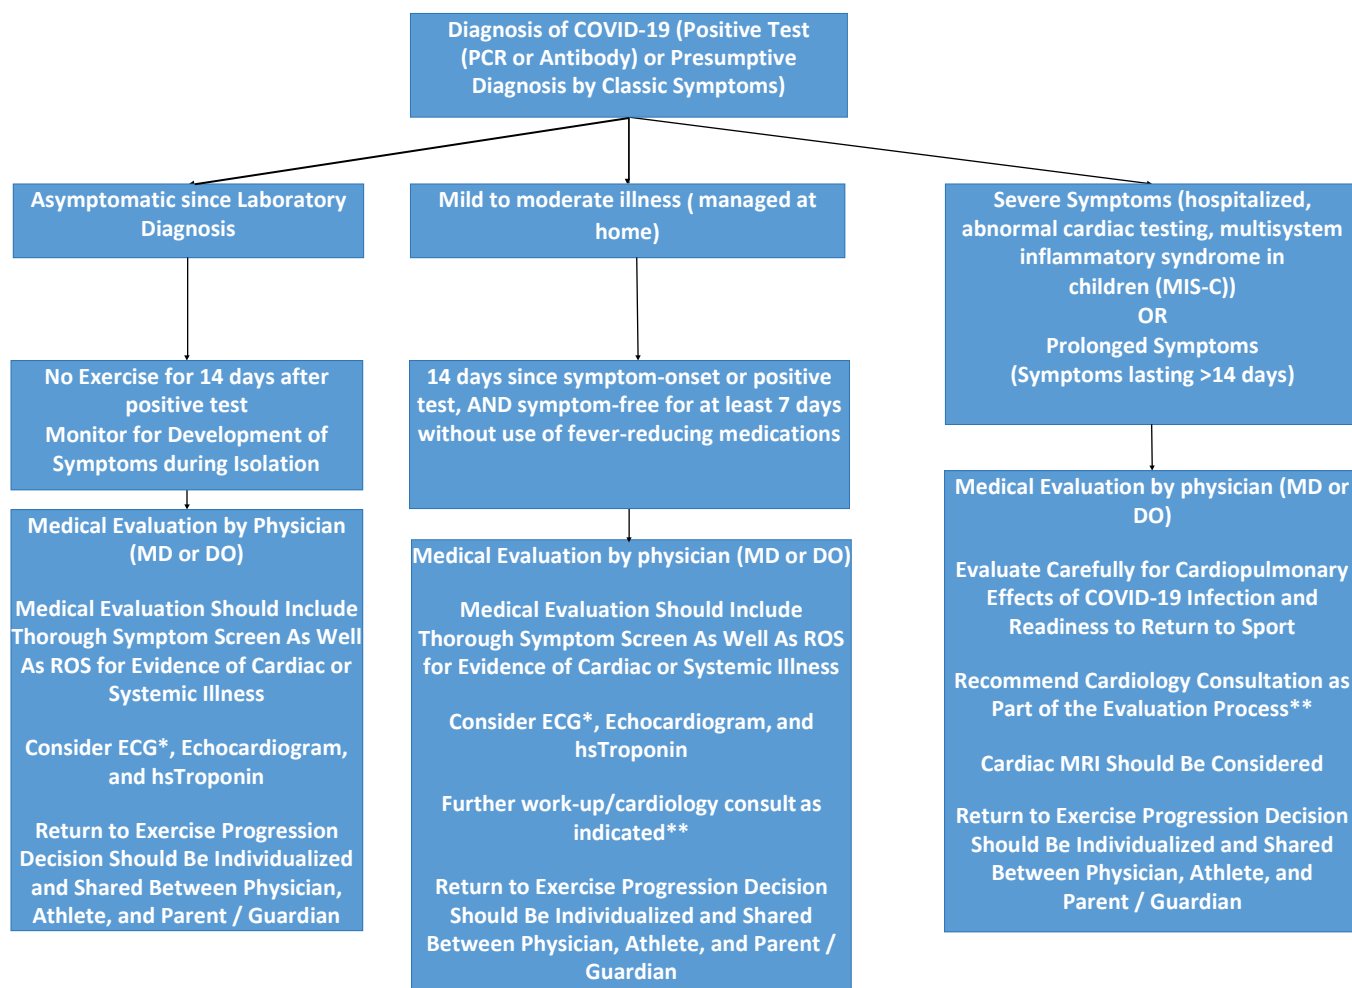 Diagnosis of COVID-19 (Positive Test
(PCR or Antibody) or Presumptive
Diagnosis by Classic Symptoms)
Asymptomatic since Laboratory
Diagnosis
No Exercise for 14 days after
positive test
Monitor for Development of
Symptoms during Isolation
Medical Evaluation by Physician
(MD or DO)
Medical Evaluation Should Include
Thorough Symptom Screen As Well
As ROS for Evidence of Cardiac or
Systemic Illness
Consider ECG*, Echocardiogram,
and hsTroponin
Return to Exercise Progression
Decision Should Be Individualized
and Shared Between Physician,
Athlete, and Parent / Guardian
Mild to moderate illness ( managed at
home)
14 days since symptom-onset or positive
test, AND symptom-free for at least 7 days
without use of fever-reducing medications
Medical Evaluation by physician (MD or DO)
Medical Evaluation Should Include
Thorough Symptom Screen As Well As ROS
for Evidence of Cardiac or Systemic Illness
Consider ECG*, Echocardiogram, and
hsTroponin
Further work-up/cardiology consult as
indicated**
Return to Exercise Progression Decision
Should Be Individualized and Shared
Between Physician, Athlete, and Parent /
Guardian
Severe Symptoms (hospitalized,
abnormal cardiac testing, multisystem
inflammatory syndrome in
children (MIS-C))
OR
Prolonged Symptoms
(Symptoms lasting >14 days)
Medical Evaluation by physician (MD or
DO)
Evaluate Carefully for Cardiopulmonary
Effects of COVID-19 Infection and
Readiness to Return to Sport
Recommend Cardiology Consultation as
Part of the Evaluation Process**
Cardiac MRI Should Be Considered
Return to Exercise Progression Decision
Should Be Individualized and Shared
Between Physician, Athlete, and
Parent / Guardian